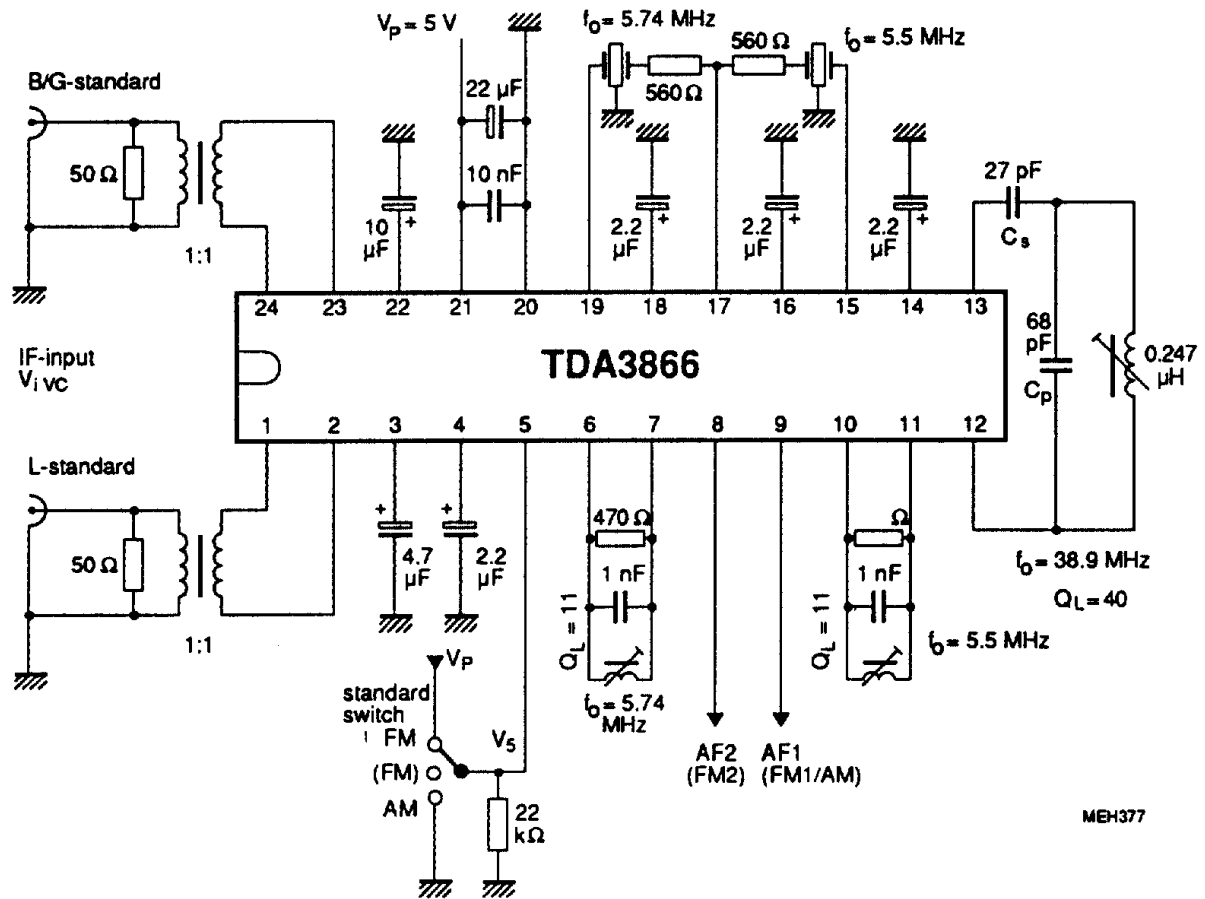 V_P = 5 V
f_o = 5.74 MHz
560 Ω
f_o = 5.5 MHz
560 Ω
B/G-standard
22 µF
50 Ω
10 nF
27 pF
10 µF
2.2 µF
2.2 µF
2.2 µF
C_s
1:1
24 23 22 21 20 19 18 17 16 15 14 13
IF-input
V_i VC
TDA3866
68 pF
C_p
0.247 µH
1 2 3 4 5 6 7 8 9 10 11 12
L-standard
50 Ω
1:1
4.7 µF
2.2 µF
470 Ω
Ω
1 nF
1 nF
Q_L = 11
Q_L = 11
f_o = 38.9 MHz
Q_L = 40
f_o = 5.5 MHz
f_o = 5.74
MHz
V_P
standard
switch
FM
(FM)
AM
V_5
22
kΩ
AF2
(FM2)
AF1
(FM1/AM)
MEH377